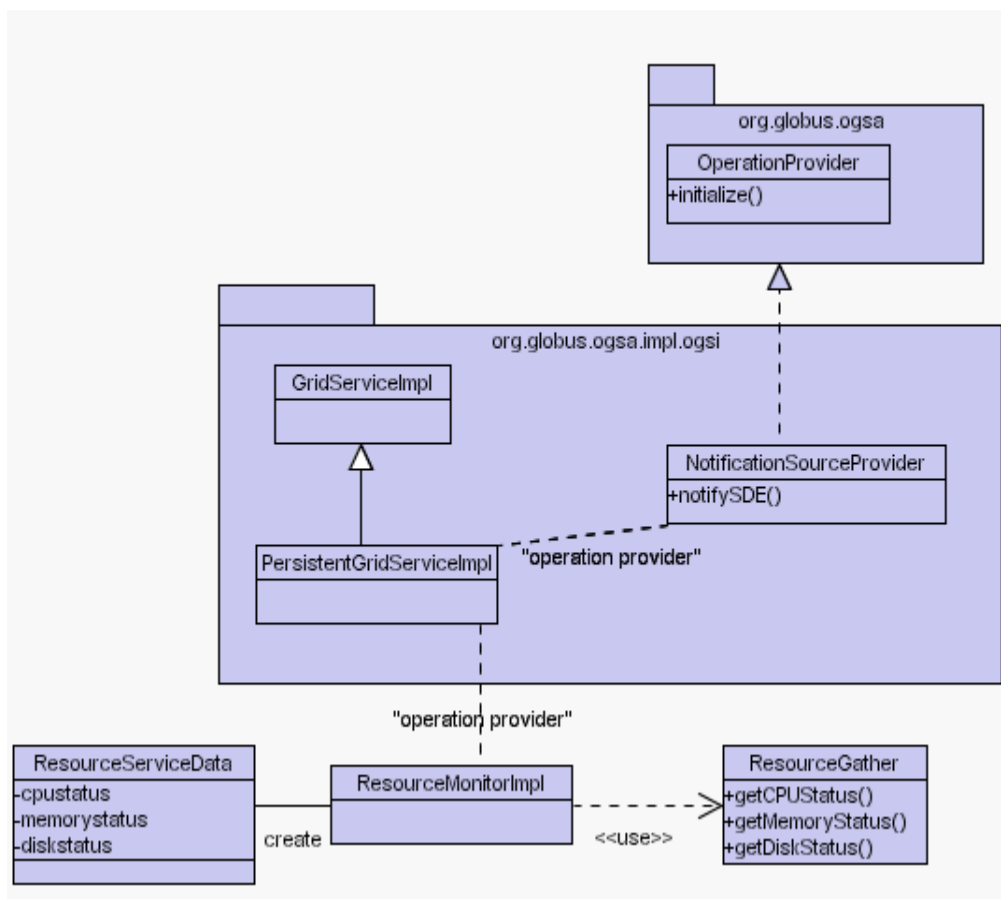 org.globus.ogsa
OperationProvider
+initialize()
org.globus.ogsa.impl.ogsi
GridServiceImpl
NotificationSourceProvider
+notifySDE()
"operation provider"
PersistentGridServiceImpl
"operation provider"
ResourceServiceData
-cpustatus
-memorystatus
-diskstatus
create
ResourceMonitorImpl
<<use>>
ResourceGather
+getCPUStatus()
+getMemoryStatus()
+getDiskStatus()